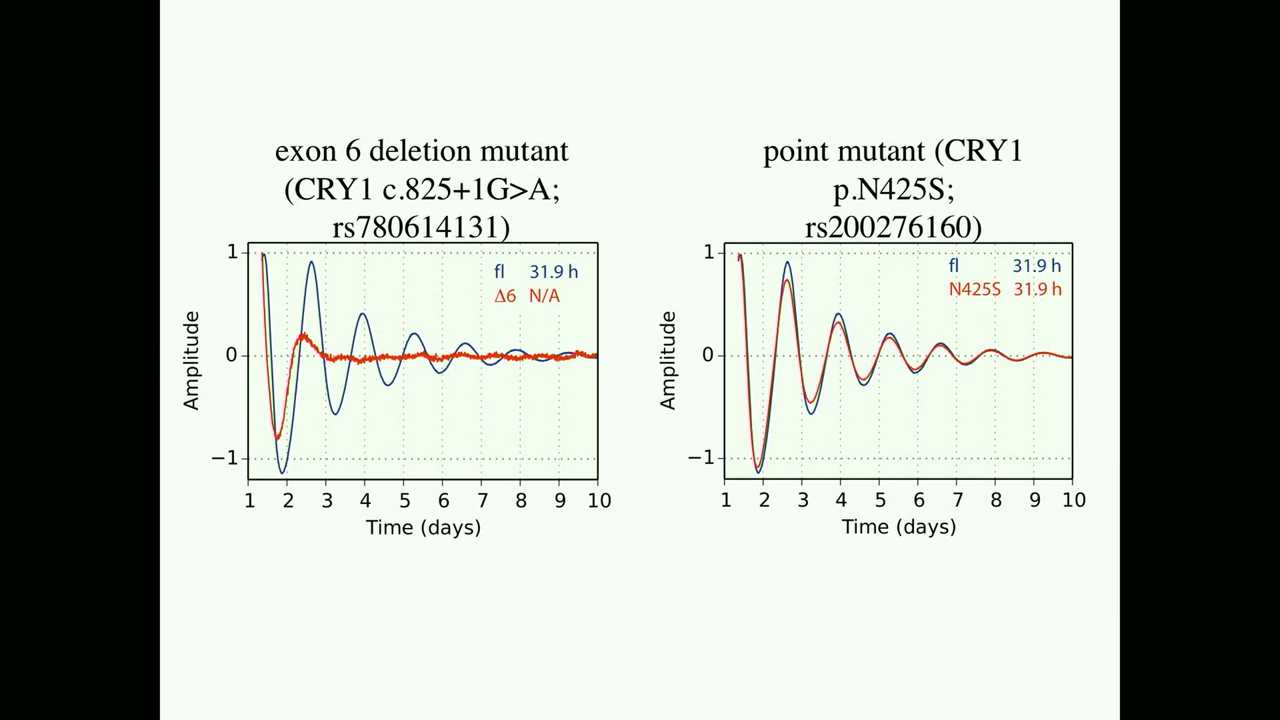 exon 6 deletion mutant
(CRY1 c.825+1G>A;
rs780614131)
1
0
−1
Amplitude
fl 31.9 h
Δ6 N/A
1 2 3 4 5 6 7 8 9 10
Time (days)
point mutant (CRY1
p.N425S;
rs200276160)
1
0
−1
Amplitude
fl 31.9 h
N425S 31.9 h
1 2 3 4 5 6 7 8 9 10
Time (days)